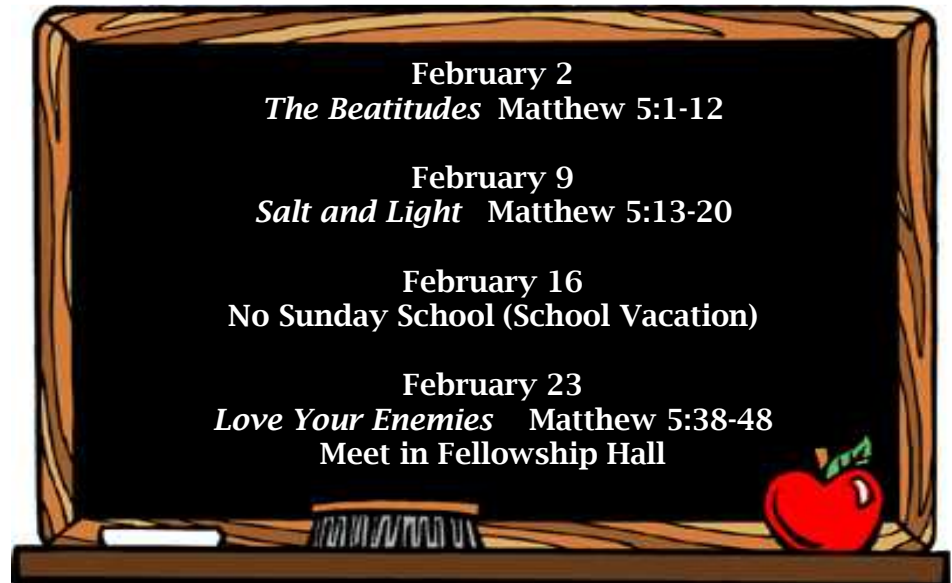 February 2
The Beatitudes Matthew 5:1-12
February 9
Salt and Light Matthew 5:13-20
February 16
No Sunday School (School Vacation)
February 23
Love Your Enemies Matthew 5:38-48
Meet in Fellowship Hall